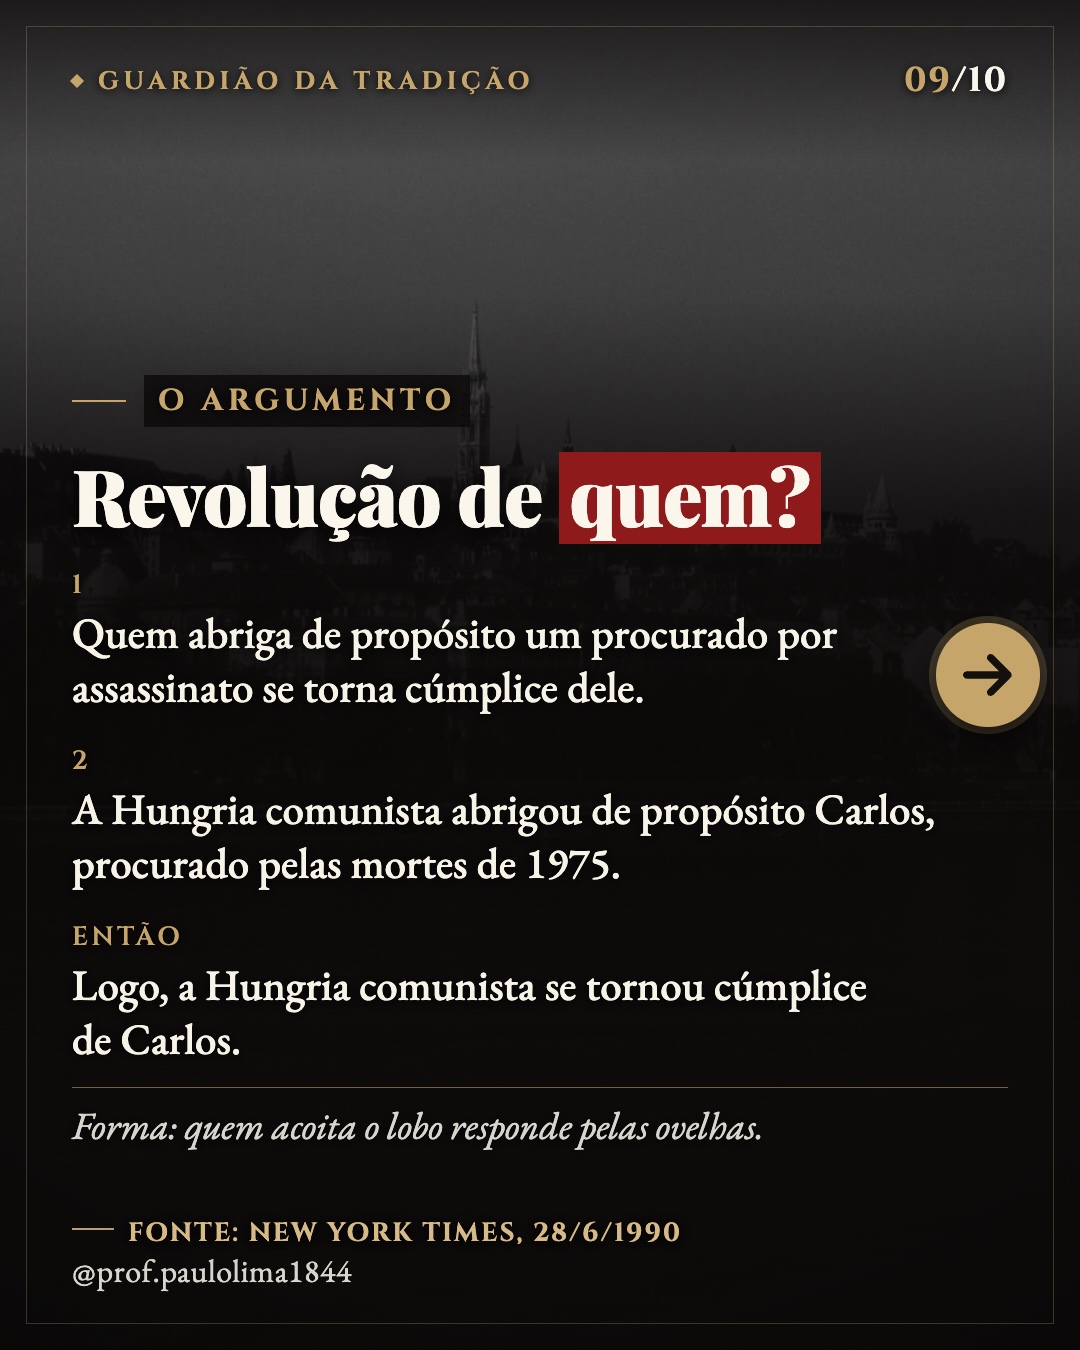 GUARDIÃO DA TRADIÇÃO
09/10
O ARGUMENTO
Revolução de quem?
1
Quem abriga de propósito um procurado por
assassinato se torna cúmplice dele.
2
A Hungria comunista abrigou de propósito Carlos,
procurado pelas mortes de 1975.
ENTÃO
Logo, a Hungria comunista se tornou cúmplice
de Carlos.
Forma: quem acoita o lobo responde pelas ovelhas.
FONTE: NEW YORK TIMES, 28/6/1990
@prof.paulolima1844